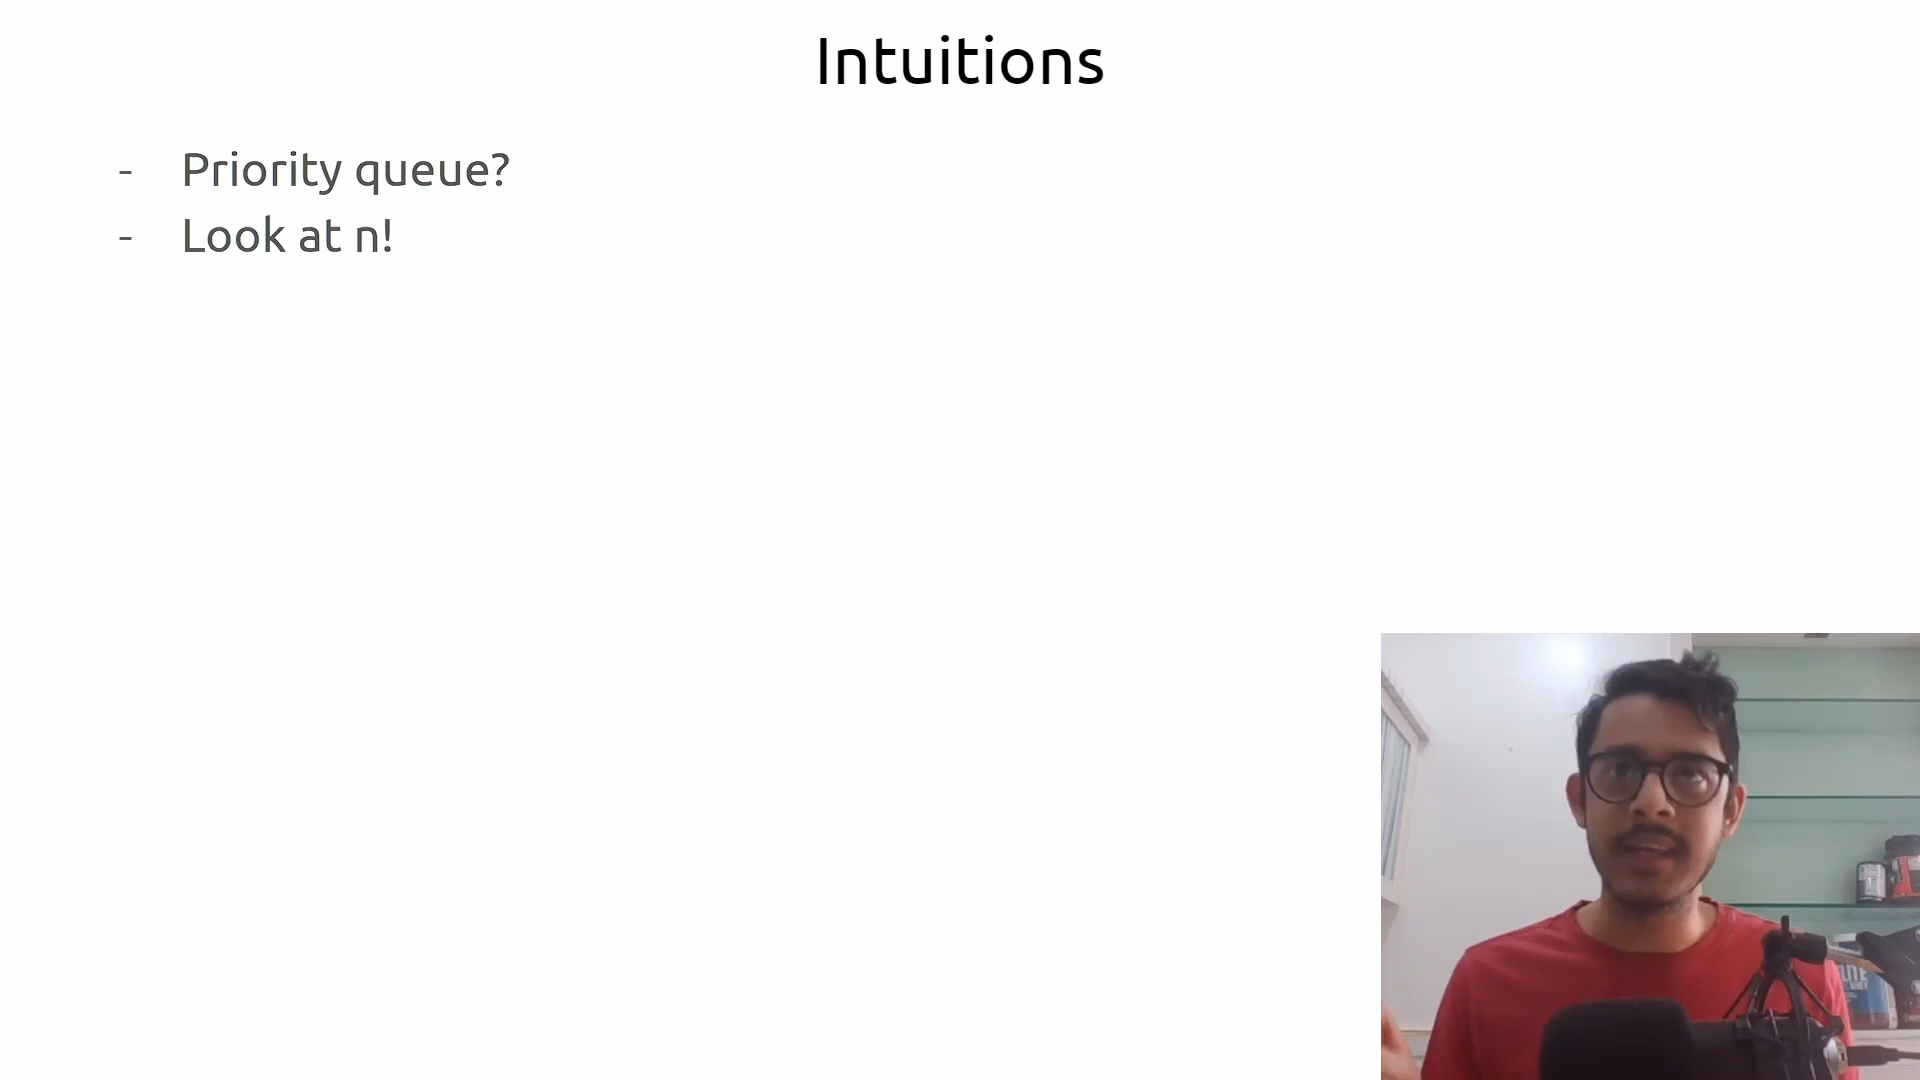 Intuitions
- Priority queue?
- Look at n!